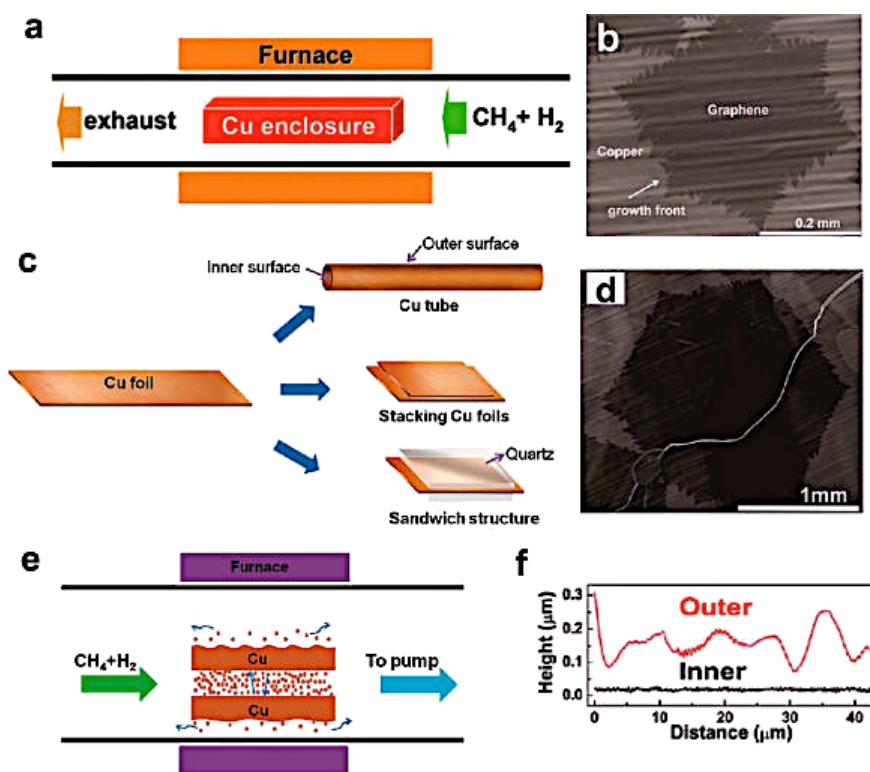 a
Furnace
exhaust
Cu enclosure
CH₄+ H₂
b
Graphene
Copper
growth front
0.2 mm
c
Outer surface
Inner surface
Cu tube
Cu foil
Stacking Cu foils
Quartz
Sandwich structure
d
1mm
e
Furnace
CH₄+H₂
Cu
To pump
Cu
f
Height (μm)
0.3
0.2
0.1
0.0
Outer
Inner
0 10 20 30 40
Distance (μm)